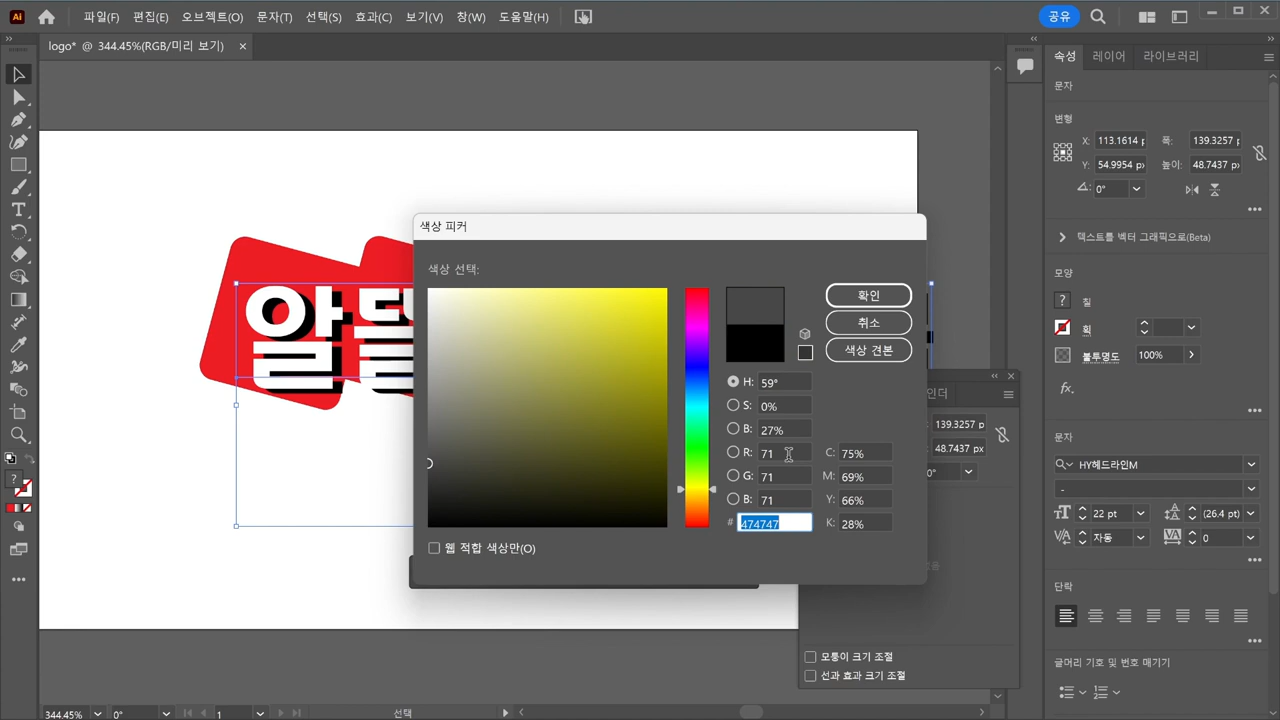 Ai 파일(F) 편집(E) 오브젝트(O) 문자(T) 선택(S) 효과(C) 보기(V) 창(W) 도움말(H) 공유
logo* @ 344.45%(RGB/미리 보기)
속성 레이어 라이브러리
문자
변형
X: 113.1614 폭: 139.3257
Y: 54.9954 px 높이: 48.7437 px
0°
텍스트를 벡터 그래픽으로(Beta)
모양
? 칠
획
불투명도 100%
fx.
문자
HY헤드라인M
-
22 pt (26.4 pt)
자동 0
단락
글머리 기호 및 번호 매기기
알
색상 피커
색상 선택:
확인
취소
색상 견본
H: 59°
S: 0%
B: 27%
R: 71 C: 75%
G: 71 M: 69%
B: 71 Y: 66%
# 474747 K: 28%
웹 적합 색상만(O)
인더
139.3257 p
48.7437 px
0°
모퉁이 크기 조절
선과 효과 크기 조절
344.45% 0° 1 선택